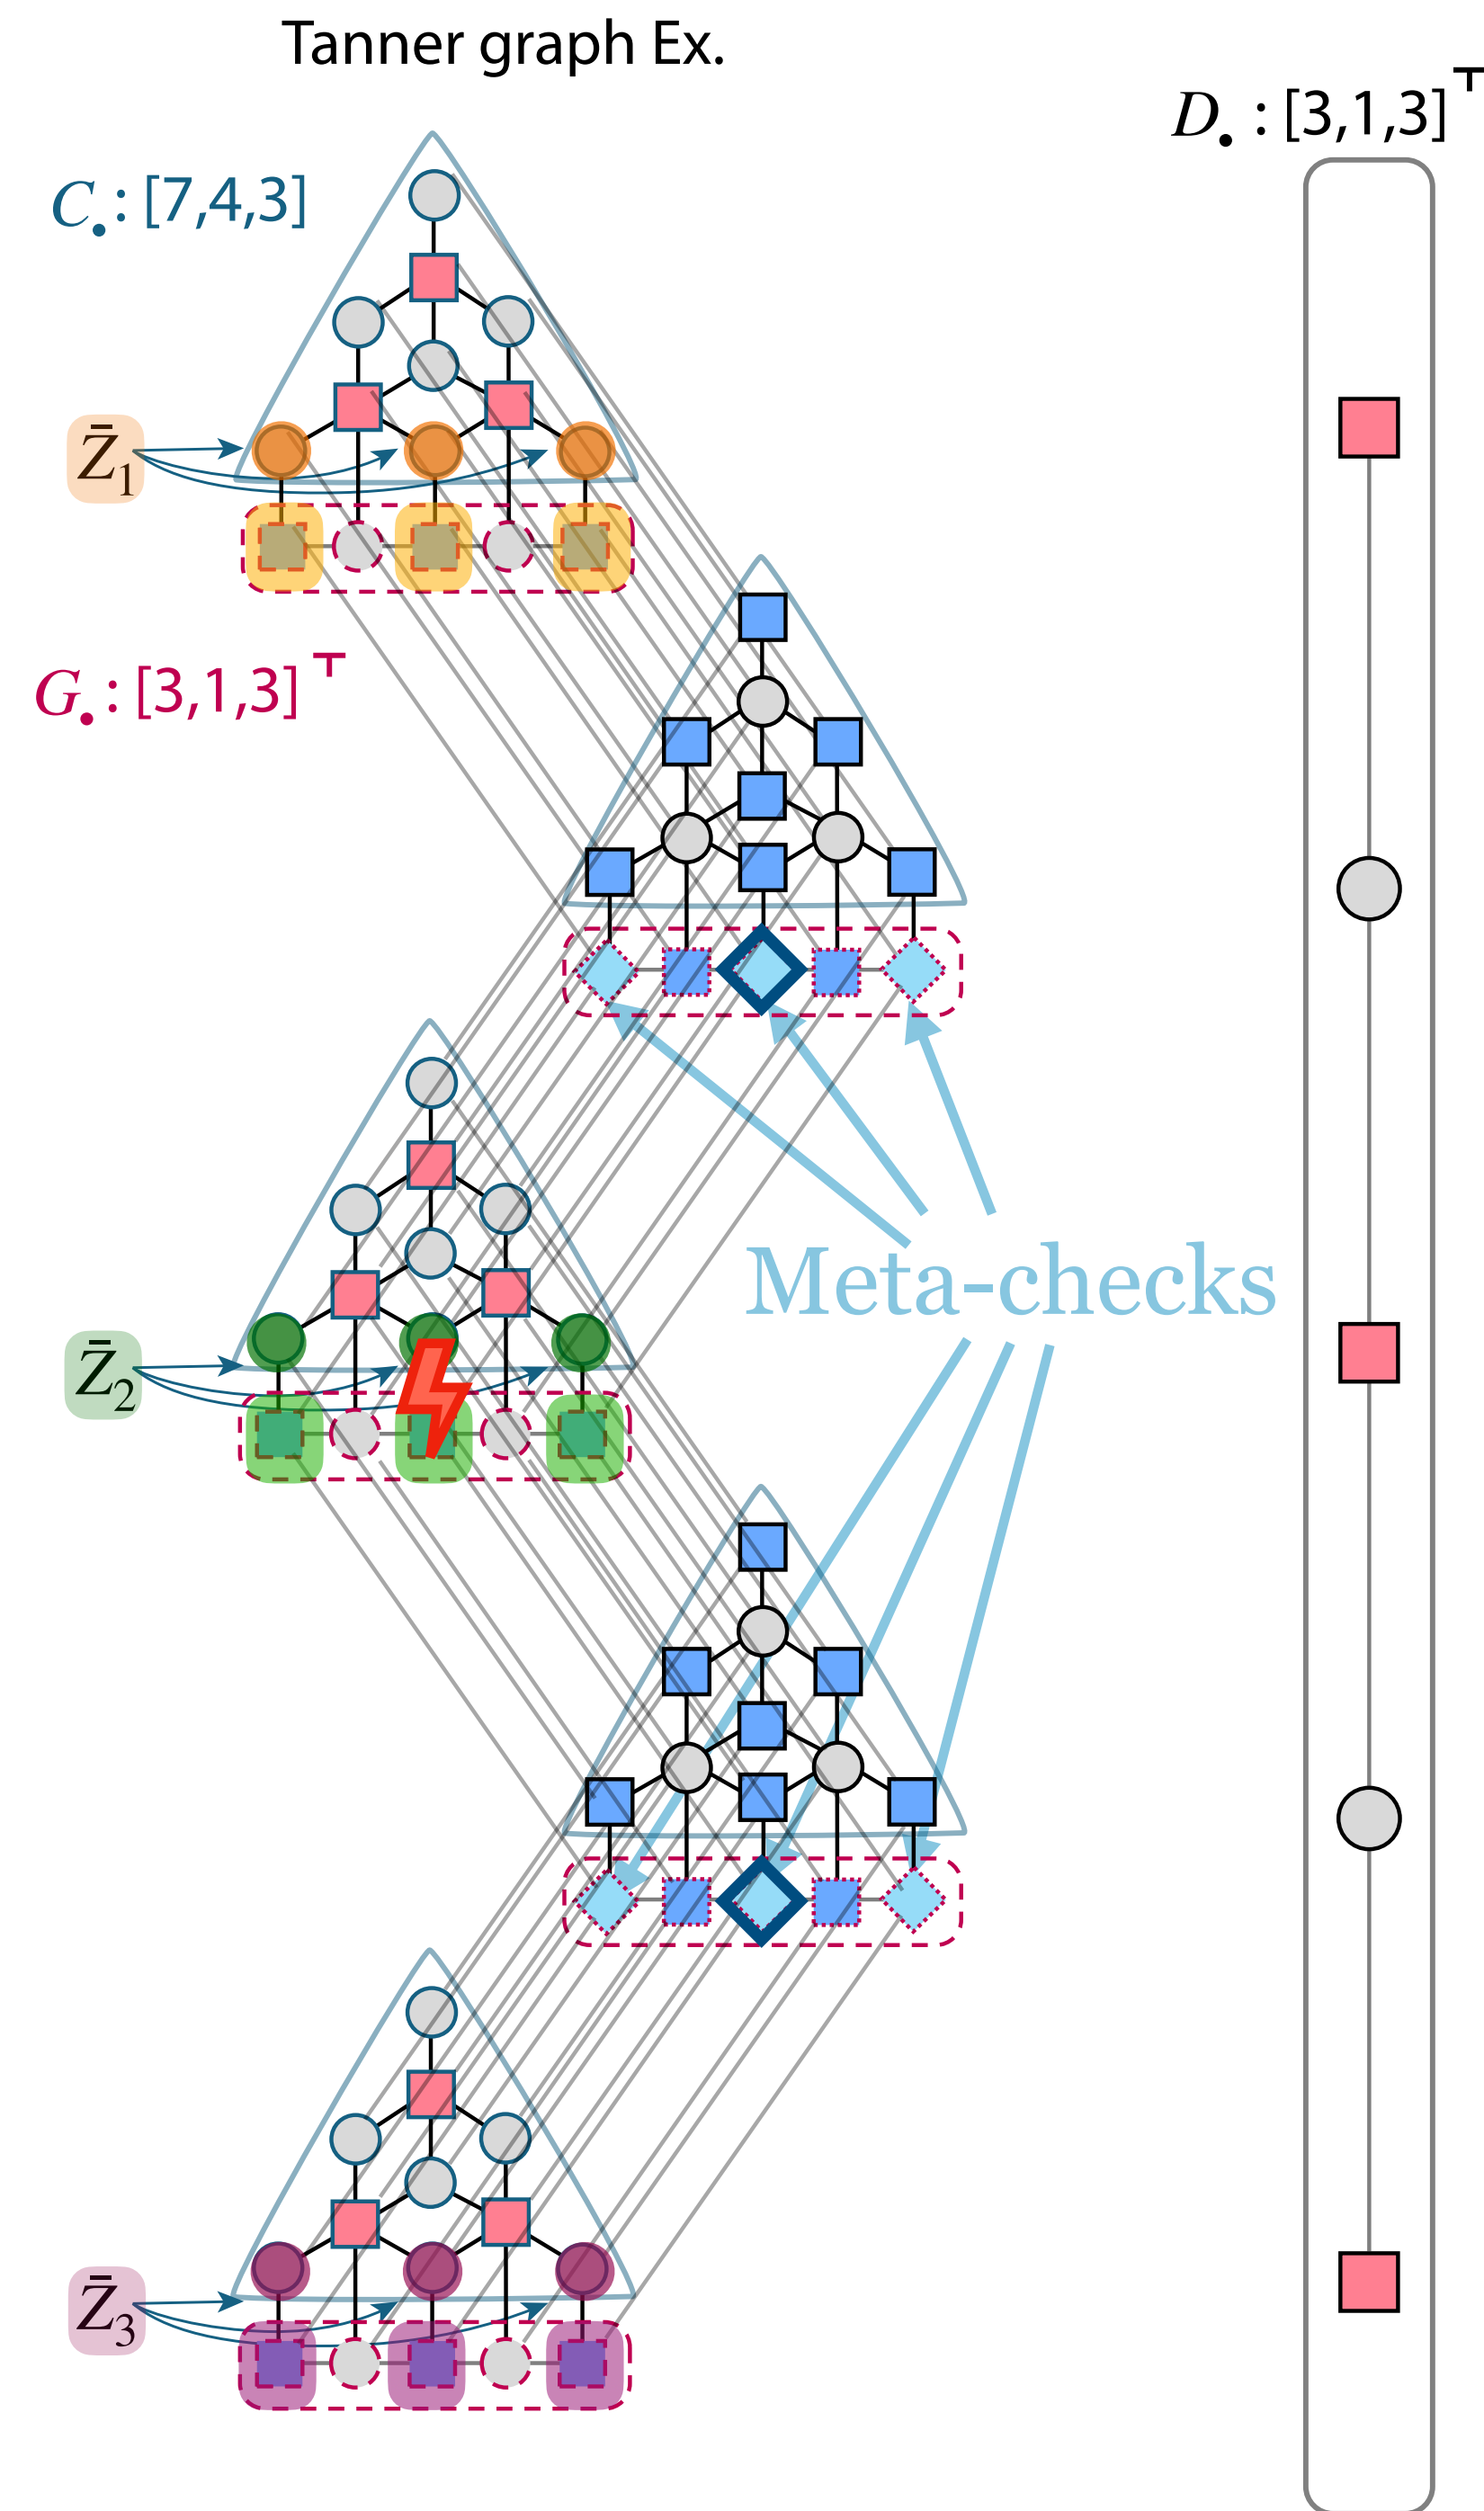 Tanner graph Ex.
D•: [3,1,3]⊤
C•: [7,4,3]
Z̄1
G•: [3,1,3]⊤
Meta-checks
Z̄2
Z̄3